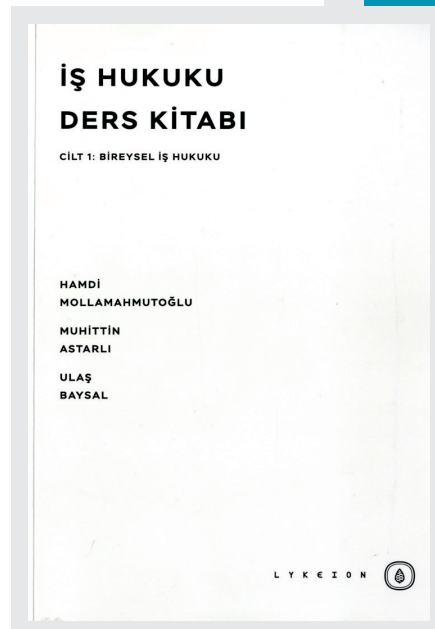 İŞ HUKUKU
DERS KİTABI
CİLT 1: BİREYSEL İŞ HUKUKU
HAMDİ
MOLLAMAHMUTOĞLU
MUHİTTİN
ASTARLI
ULAŞ
BAYSAL
LYKEION